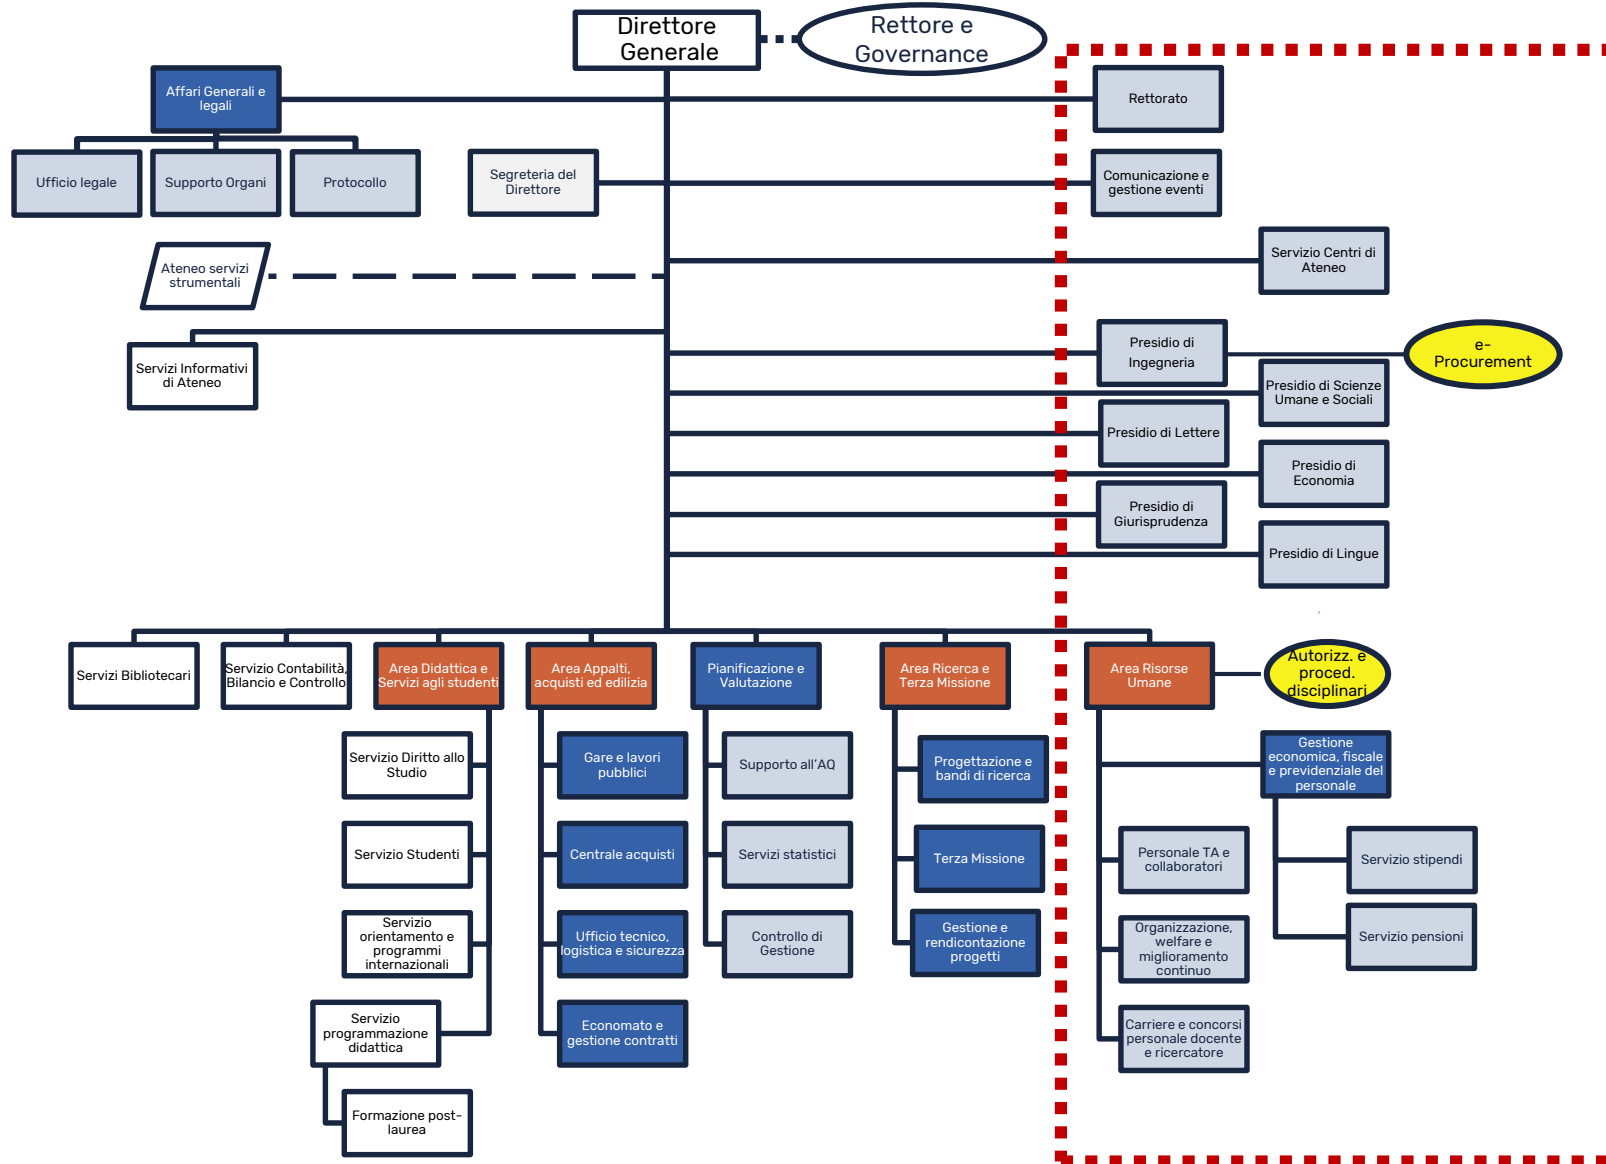 Direttore
Generale
Rettore e
Governance
Affari Generali e
legali
Rettorato
Ufficio legale
Supporto Organi
Protocollo
Segreteria del
Direttore
Comunicazione e
gestione eventi
Ateneo servizi
strumentali
Servizio Centri di
Ateneo
Servizi Informativi
di Ateneo
Presidio di
Ingegneria
e-
Procurement
Presidio di Scienze
Umane e Sociali
Presidio di Lettere
Presidio di
Economia
Presidio di
Giurisprudenza
Presidio di Lingue
Servizi Bibliotecari
Servizio Contabilità,
Bilancio e Controllo
Area Didattica e
Servizi agli studenti
Area Appalti,
acquisti ed edilizia
Pianificazione e
Valutazione
Area Ricerca e
Terza Missione
Area Risorse
Umane
Autorizz. e
proced.
disciplinari
Servizio Diritto allo
Studio
Gare e lavori
pubblici
Supporto all'AQ
Progettazione e
bandi di ricerca
Gestione
economica, fiscale
e previdenziale del
personale
Servizio Studenti
Centrale acquisti
Servizi statistici
Terza Missione
Personale TA e
collaboratori
Servizio stipendi
Servizio
orientamento e
programmi
internazionali
Ufficio tecnico,
logistica e sicurezza
Controllo di
Gestione
Gestione e
rendicontazione
progetti
Organizzazione,
welfare e
miglioramento
continuo
Servizio pensioni
Servizio
programmazione
didattica
Economato e
gestione contratti
Carriere e concorsi
personale docente
e ricercatore
Formazione post-
laurea